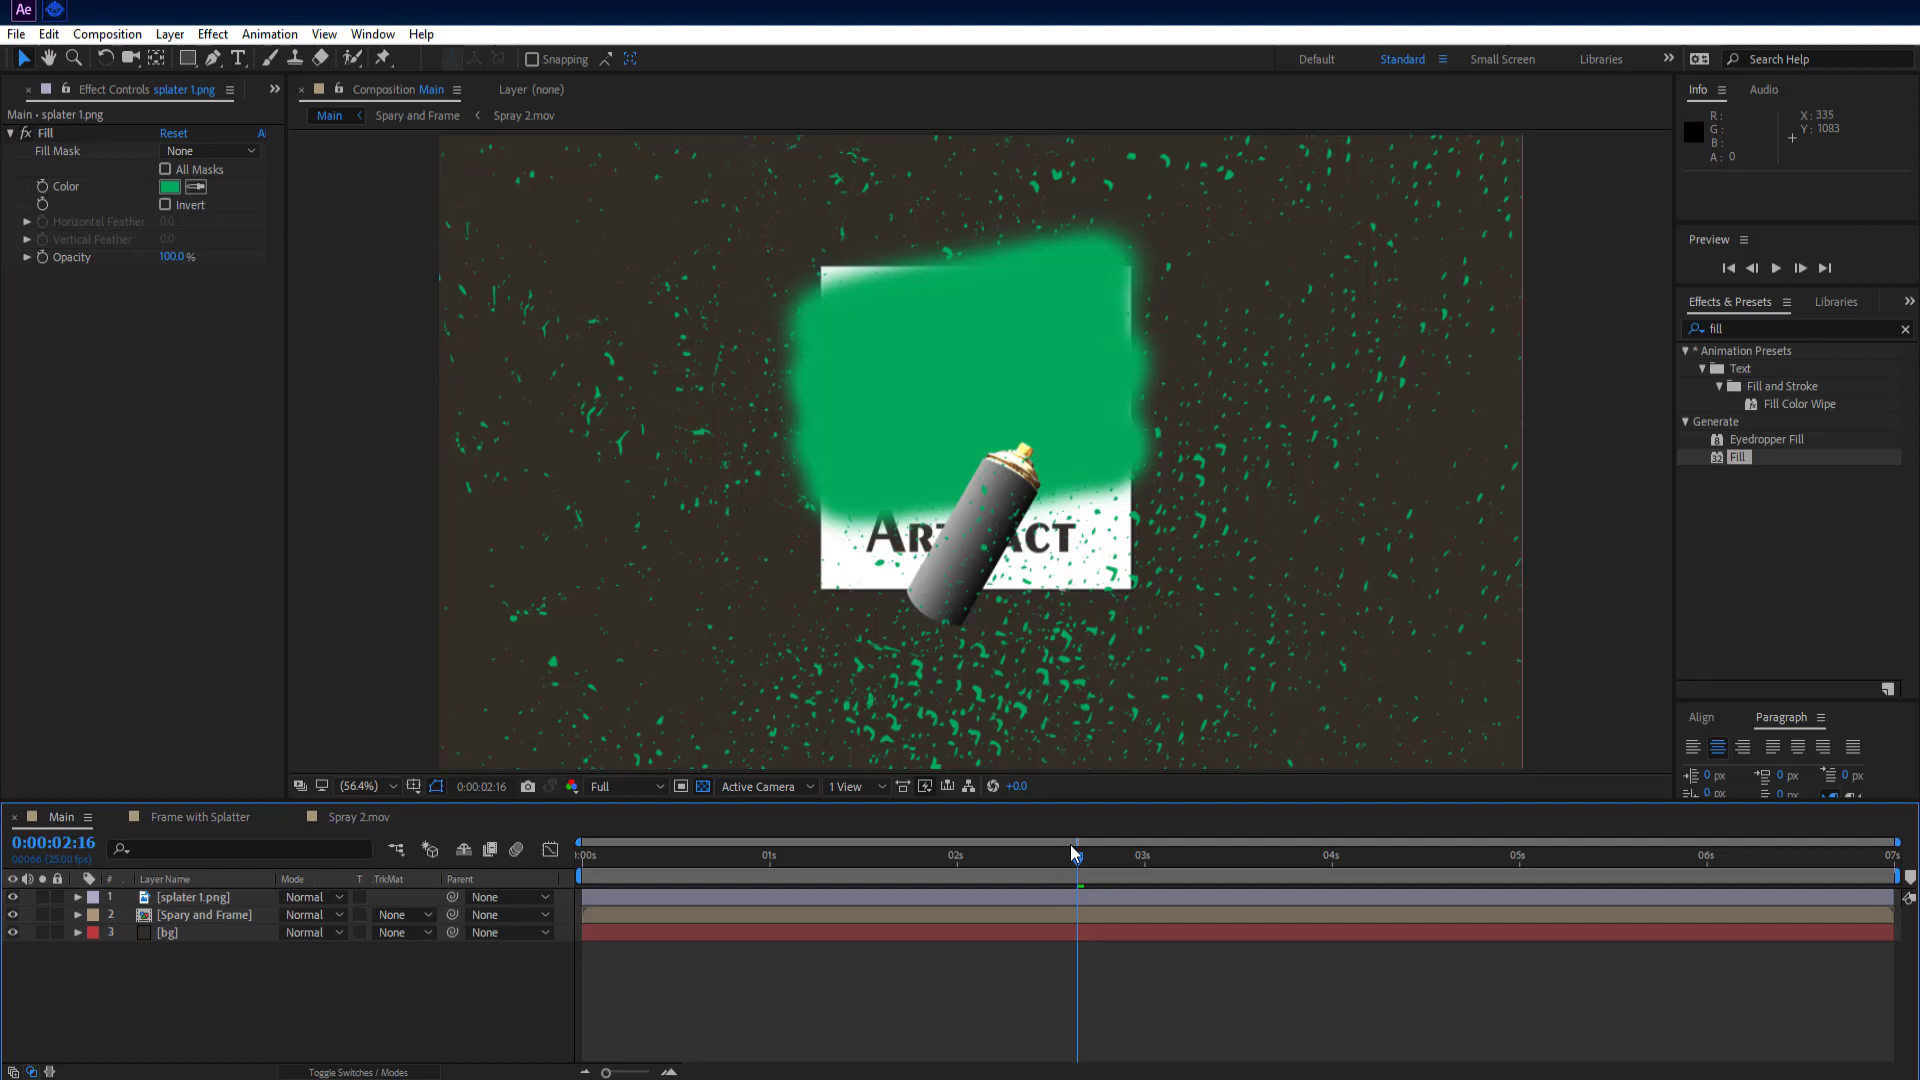 Ae
File Edit Composition Layer Effect Animation View Window Help
Snapping Default Standard Small Screen Libraries Search Help
Effect Controls splater 1.png
Composition Main
Layer (none)
Info Audio
Main • splater 1.png
Main Spary and Frame Spray 2.mov
R:
G:
B:
A: 0
X: 335
Y: 1083
fx Fill Reset A
Fill Mask None
All Masks
Color
Invert
Horizontal Feather 0.0
Vertical Feather 0.0
Opacity 100.0 %
Preview
Effects & Presets Libraries
fill
* Animation Presets
Text
Fill and Stroke
Fill Color Wipe
Generate
Eyedropper Fill
32 Fill
Align Paragraph
0 px 0 px 0 px
0 px 0 px
(56.4%) 0:00:02:16 Full Active Camera 1 View +0.0
Main Frame with Splatter Spray 2.mov
0:00:02:16
00066 (25.00 fps)
:00s 01s 02s 03s 04s 05s 06s 07s
# Layer Name Mode T .TrkMat Parent
1 [splater 1.png] Normal None
2 [Spary and Frame] Normal None None
3 [bg] Normal None None
Toggle Switches / Modes